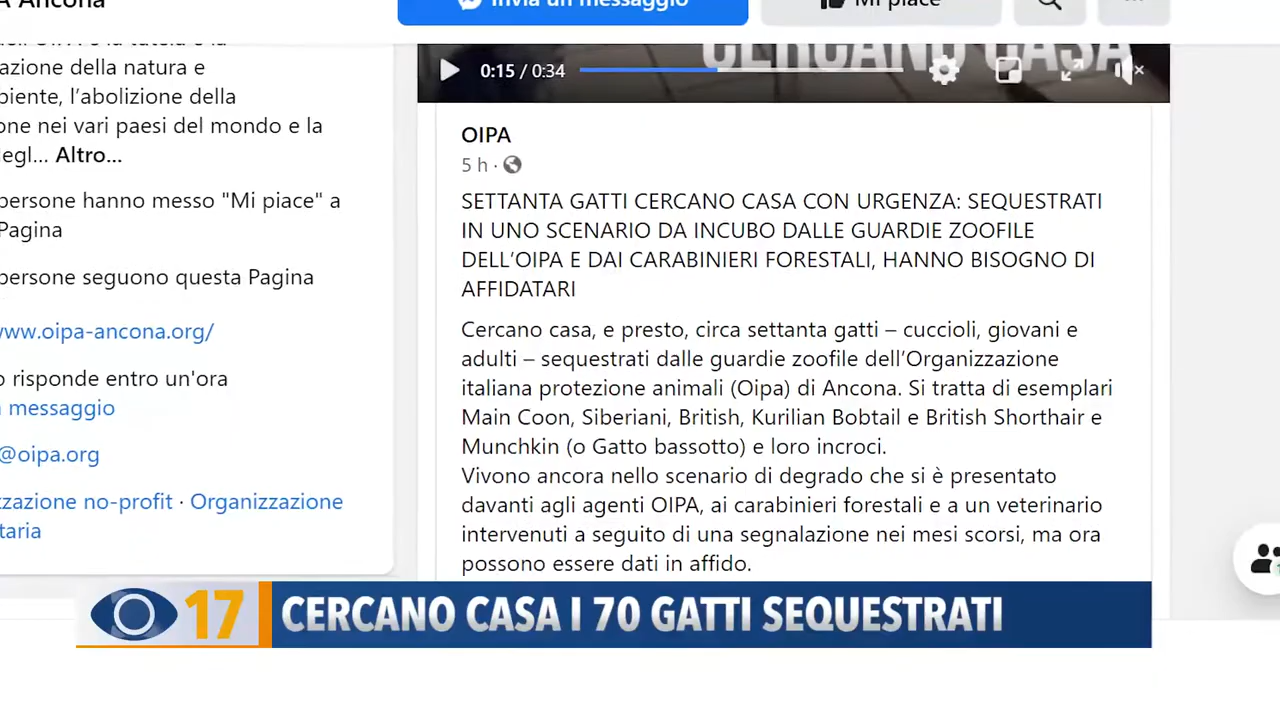 Ancona
Invia un messaggio
Mi piace
CERCANO CASA
0:15 / 0:34
azione della natura e
piente, l'abolizione della
one nei vari paesi del mondo e la
degl... Altro...
persone hanno messo "Mi piace" a
Pagina
persone seguono questa Pagina
www.oipa-ancona.org/
o risponde entro un'ora
messaggio
@oipa.org
zzazione no-profit · Organizzazione
taria
OIPA
5 h ·
SETTANTA GATTI CERCANO CASA CON URGENZA: SEQUESTRATI
IN UNO SCENARIO DA INCUBO DALLE GUARDIE ZOOFILE
DELL'OIPA E DAI CARABINIERI FORESTALI, HANNO BISOGNO DI
AFFIDATARI
Cercano casa, e presto, circa settanta gatti – cuccioli, giovani e
adulti – sequestrati dalle guardie zoofile dell'Organizzazione
italiana protezione animali (Oipa) di Ancona. Si tratta di esemplari
Main Coon, Siberiani, British, Kurilian Bobtail e British Shorthair e
Munchkin (o Gatto bassotto) e loro incroci.
Vivono ancora nello scenario di degrado che si è presentato
davanti agli agenti OIPA, ai carabinieri forestali e a un veterinario
intervenuti a seguito di una segnalazione nei mesi scorsi, ma ora
possono essere dati in affido.
17
CERCANO CASA I 70 GATTI SEQUESTRATI